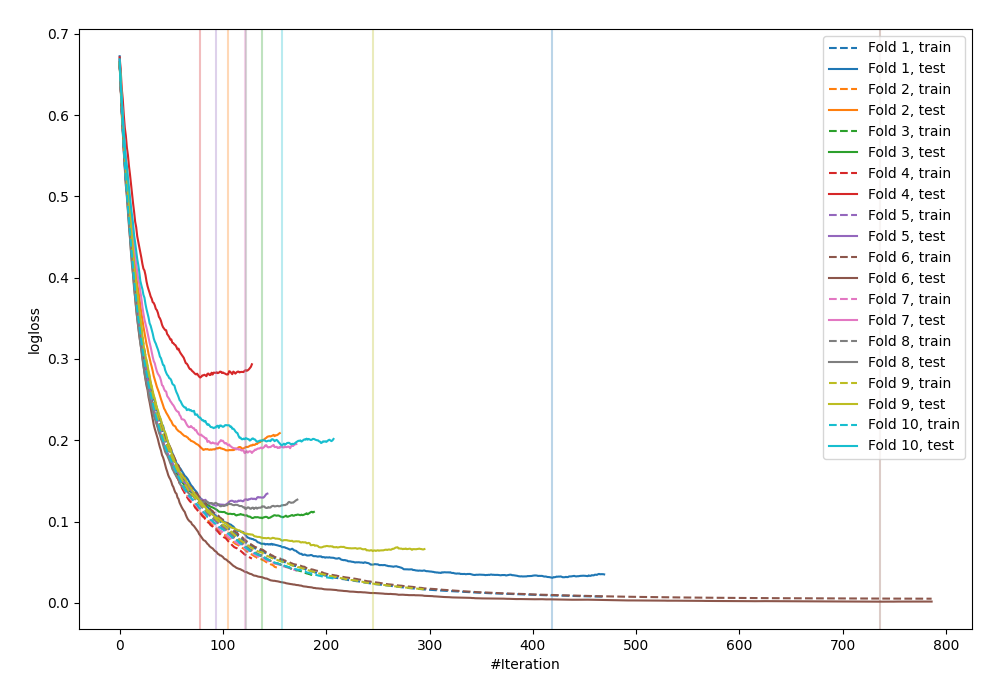 0.7
0.6
0.5
0.4
0.3
0.2
0.1
0.0
logloss
0
100
200
300
400
500
600
700
800
#Iteration
Fold 1, train
Fold 1, test
Fold 2, train
Fold 2, test
Fold 3, train
Fold 3, test
Fold 4, train
Fold 4, test
Fold 5, train
Fold 5, test
Fold 6, train
Fold 6, test
Fold 7, train
Fold 7, test
Fold 8, train
Fold 8, test
Fold 9, train
Fold 9, test
Fold 10, train
Fold 10, test